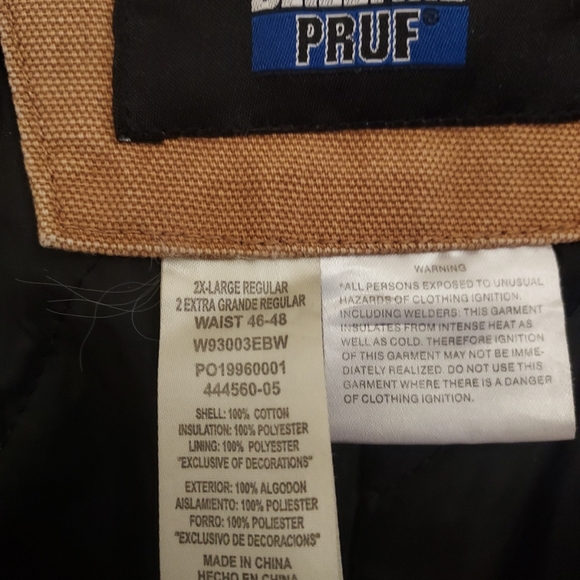 PRUF®
2X-LARGE REGULAR
2 EXTRA GRANDE REGULAR
WAIST 46-48
W93003EBW
PO19960001
444560-05
SHELL: 100% COTTON
INSULATION: 100% POLYESTER
LINING: 100% POLYESTER
"EXCLUSIVE OF DECORATIONS"
EXTERIOR: 100% ALGODON
AISLAMIENTO: 100% POLIESTER
FORRO: 100% POLIESTER
"EXCLUSIVO DE DECORACIONS"
MADE IN CHINA
HECHO EN CHINA
WARNING
"ALL PERSONS EXPOSED TO UNUSUAL
HAZARDS OF CLOTHING IGNITION,
INCLUDING WELDERS: THIS GARMENT
INSULATES FROM INTENSE HEAT AS
WELL AS COLD. THEREFORE IGNITION
OF THIS GARMENT MAY NOT BE IMME-
DIATELY REALIZED. DO NOT USE THIS
GARMENT WHERE THERE IS A DANGER
OF CLOTHING IGNITION.